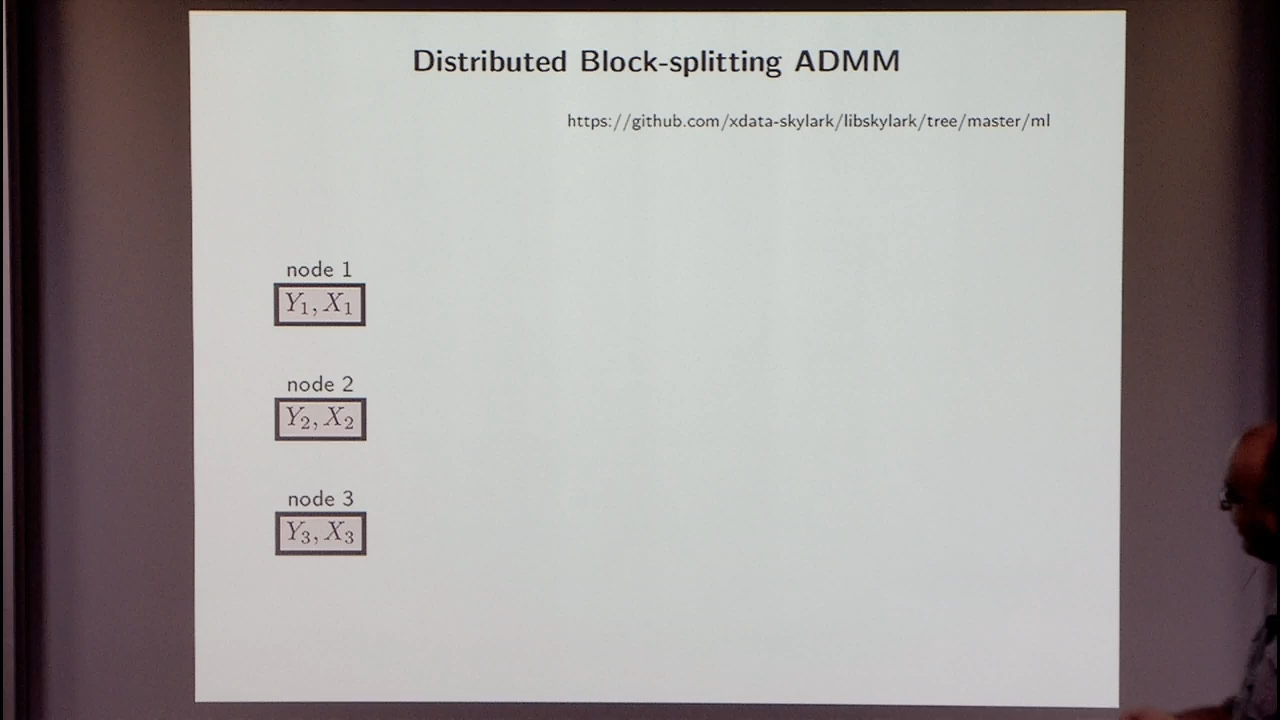 Distributed Block-splitting ADMM
https://github.com/xdata-skylark/libskylark/tree/master/ml
node 1
Y₁, X₁
node 2
Y₂, X₂
node 3
Y₃, X₃